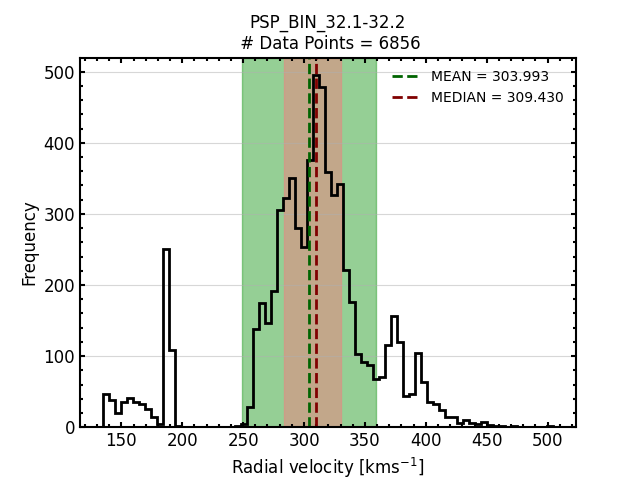 PSP_BIN_32.1-32.2
# Data Points = 6856
MEAN = 303.993
MEDIAN = 309.430
500
400
300
200
100
0
Frequency
150 200 250 300 350 400 450 500
Radial velocity [kms⁻¹]